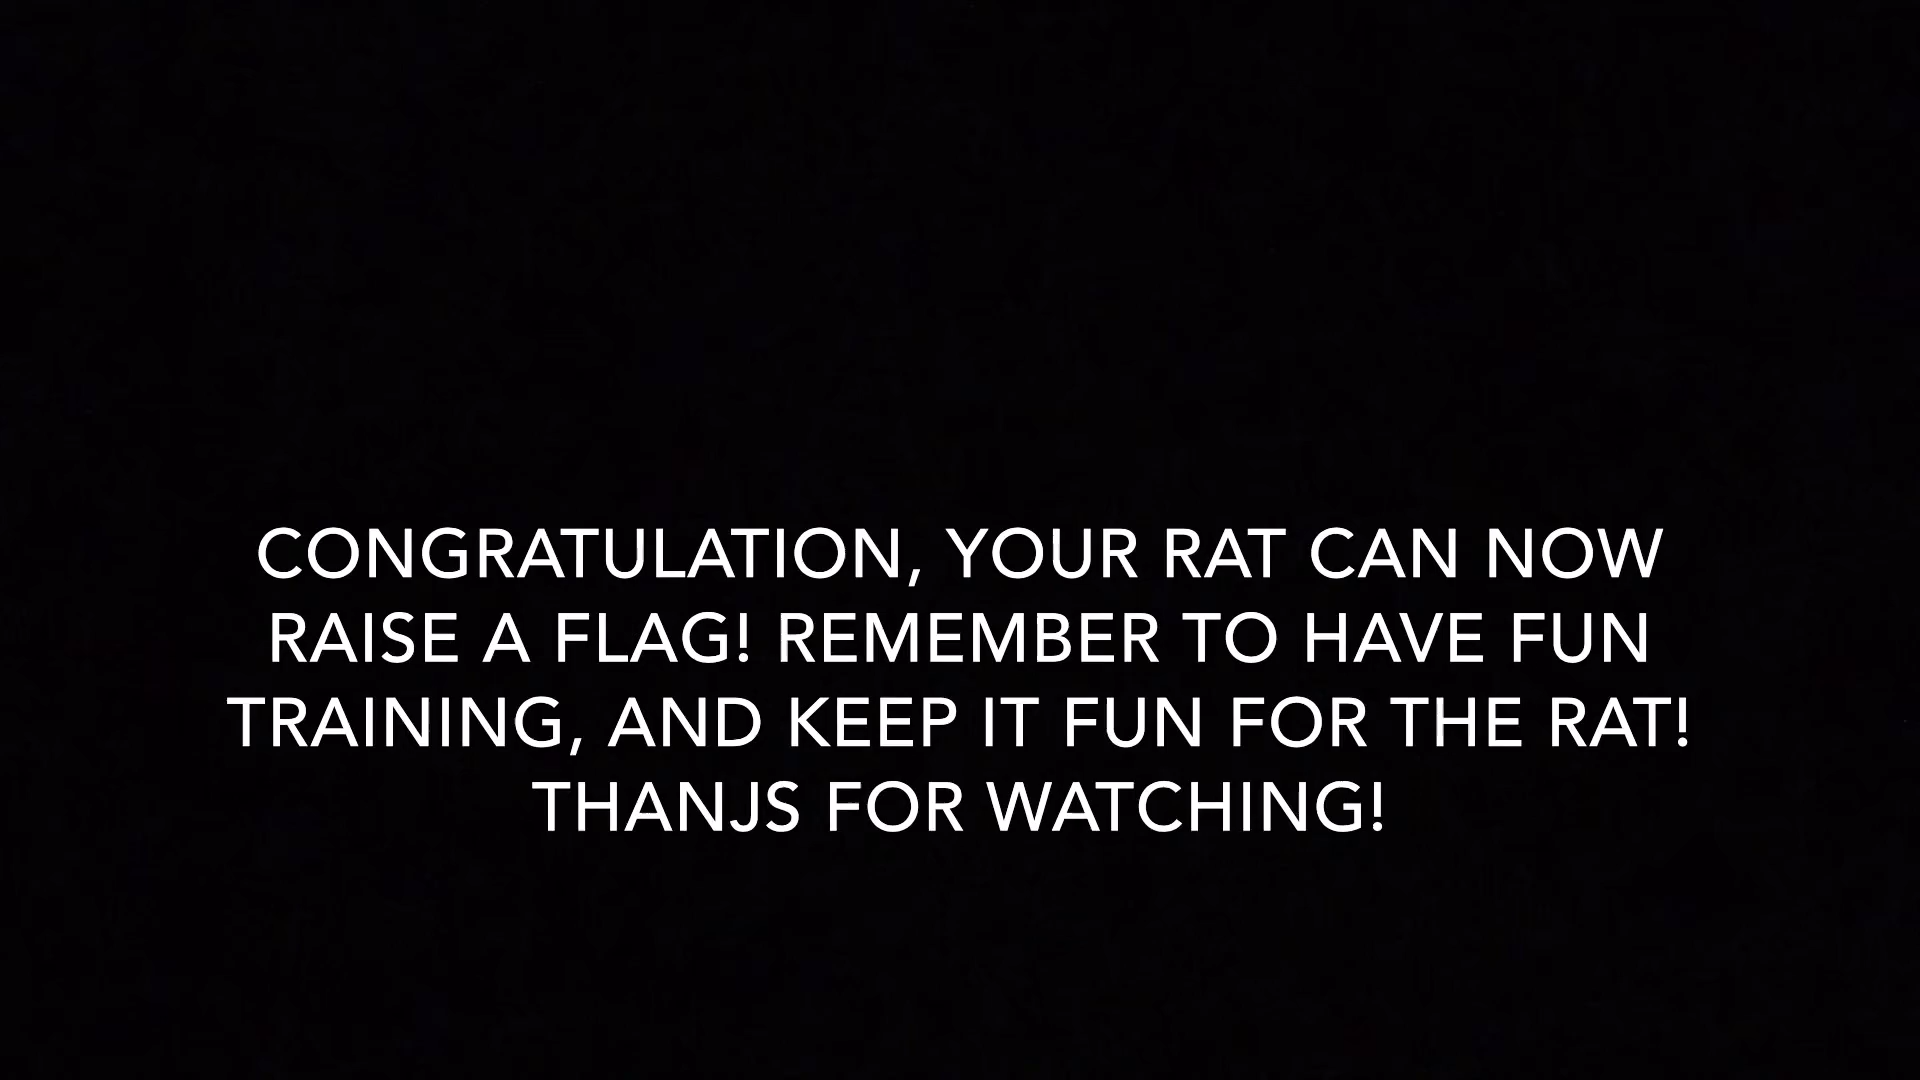 CONGRATULATION, YOUR RAT CAN NOW
RAISE A FLAG! REMEMBER TO HAVE FUN
TRAINING, AND KEEP IT FUN FOR THE RAT!
THANJS FOR WATCHING!